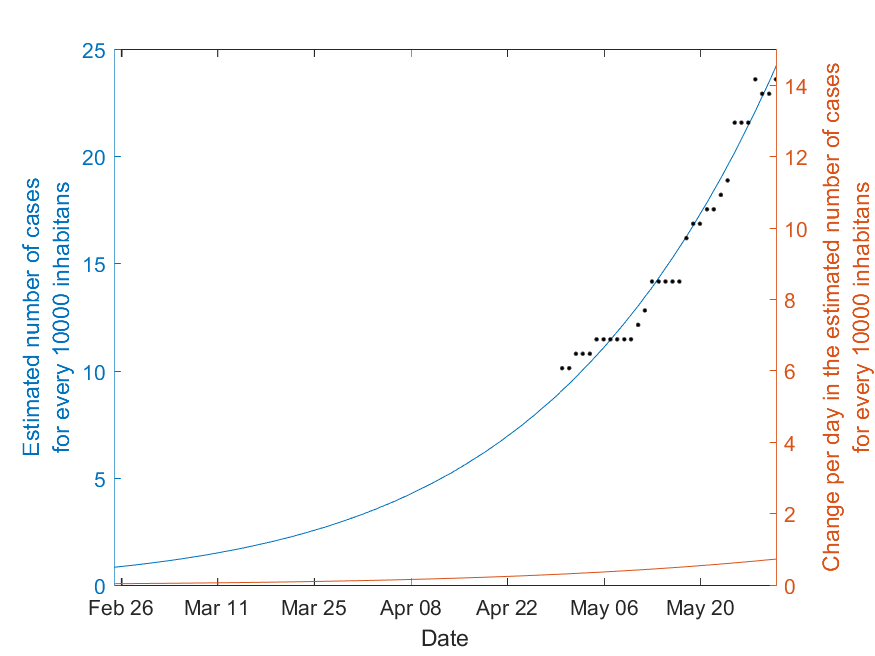 Estimated number of cases
for every 10000 inhabitans
25
20
15
10
5
0
14
12
10
8
6
4
2
0
Change per day in the estimated number of cases
for every 10000 inhabitans
Feb 26 Mar 11 Mar 25 Apr 08 Apr 22 May 06 May 20
Date